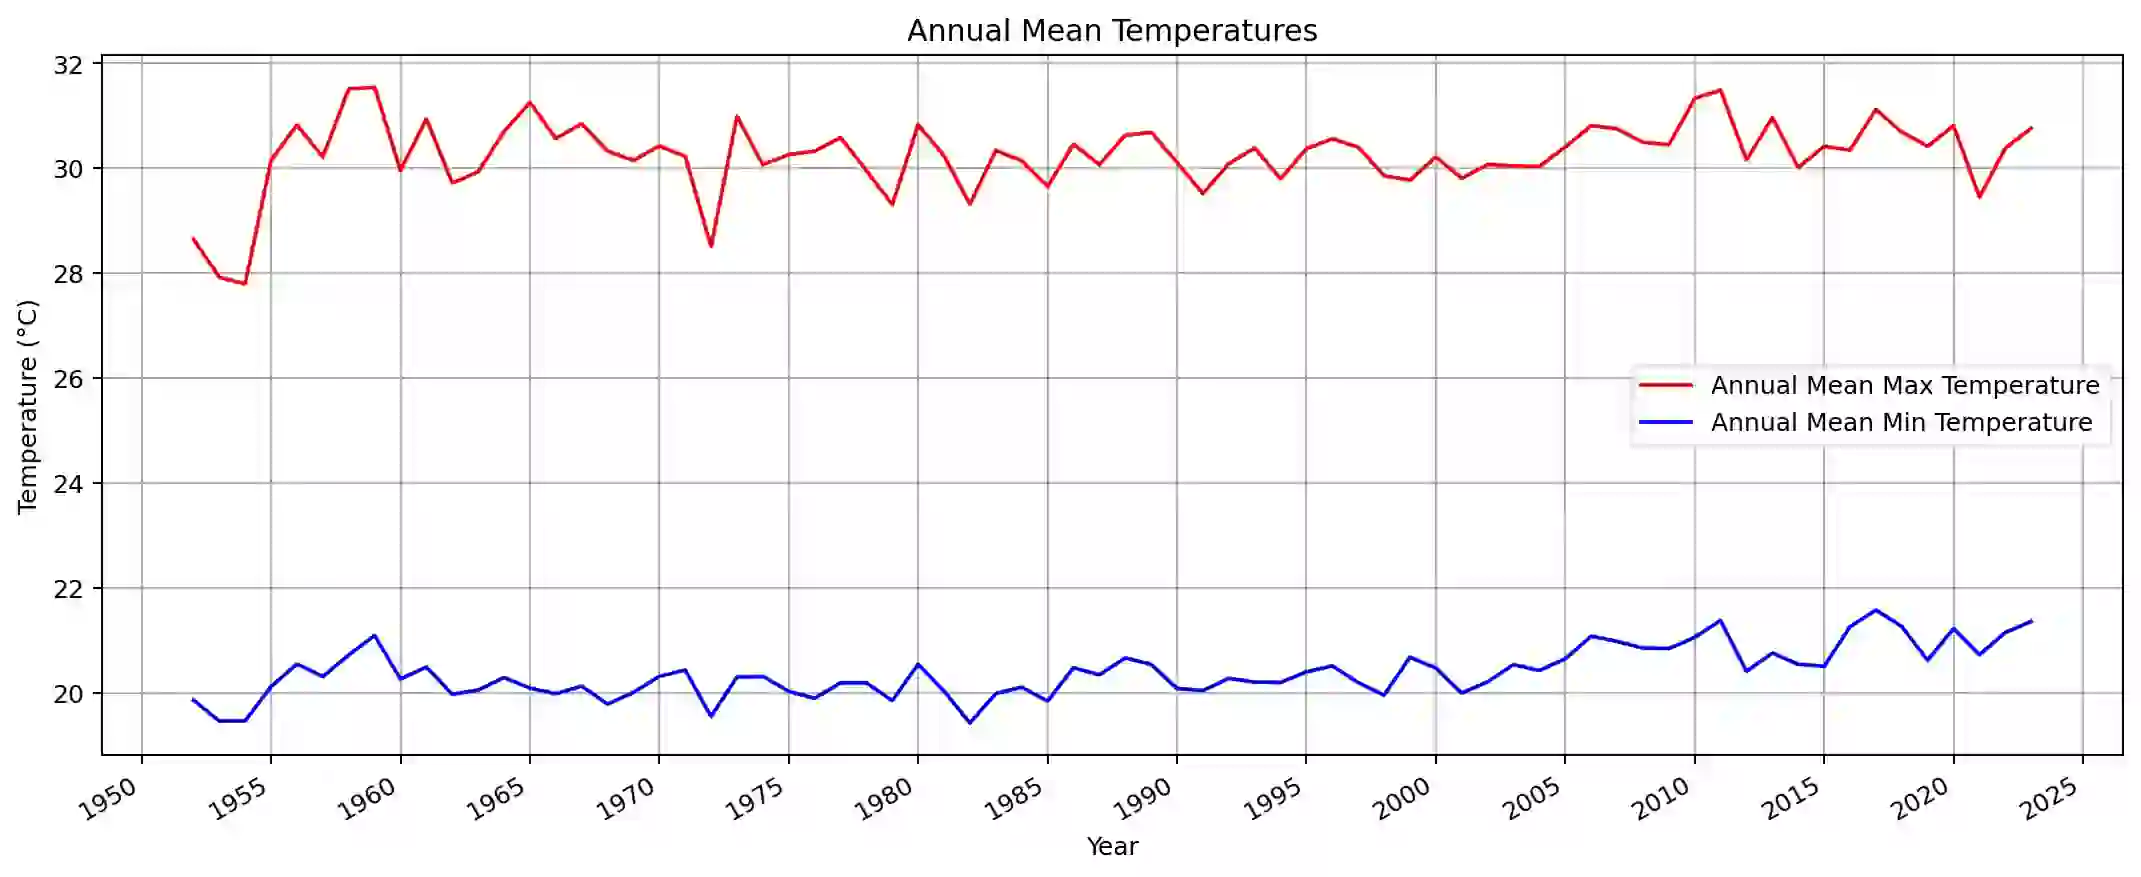 Annual Mean Temperatures
32
30
28
26
24
22
20
Temperature (°C)
Annual Mean Max Temperature
Annual Mean Min Temperature
1950 1955 1960 1965 1970 1975 1980 1985 1990 1995 2000 2005 2010 2015 2020 2025
Year